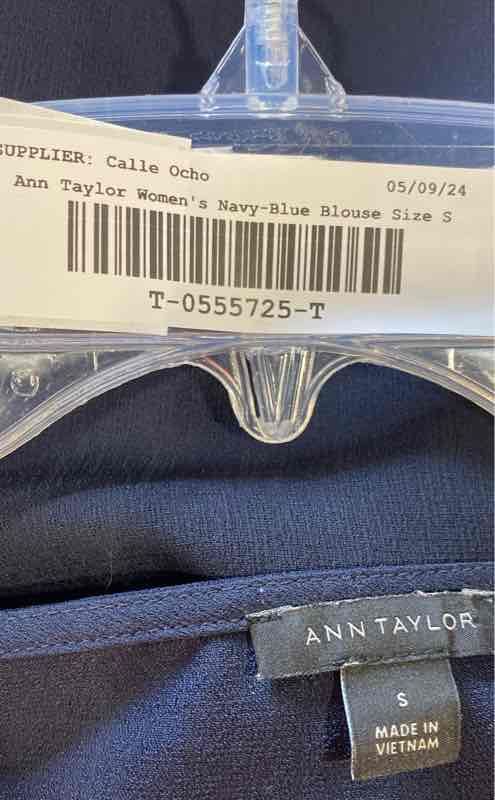 SUPPLIER: Calle Ocho
05/09/24
Ann Taylor Women's Navy-Blue Blouse Size S
T-0555725-T
ANN TAYLOR
S
MADE IN
VIETNAM